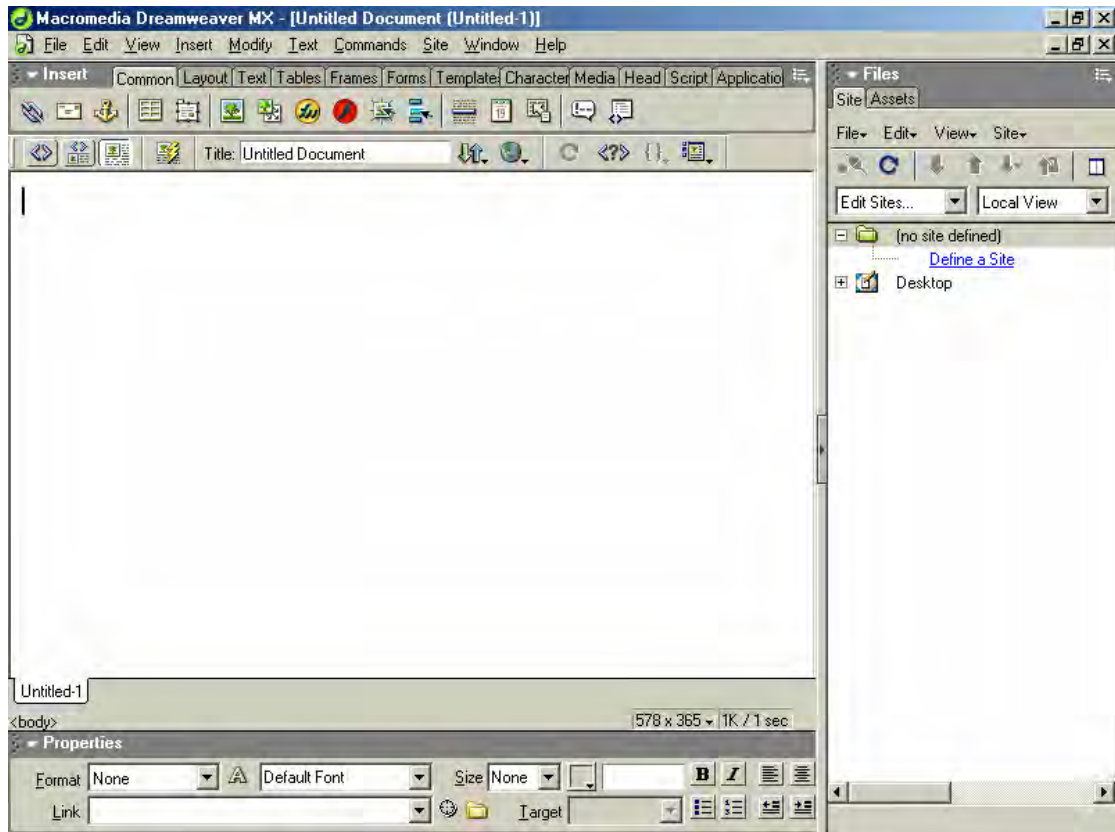 Macromedia Dreamweaver MX - [Untitled Document (Untitled-1)]
File Edit View Insert Modify Text Commands Site Window Help
Insert Common Layout Text Tables Frames Forms Template Character Media Head Script Applicatio
Title: Untitled Document
Untitled-1
<body> 578 x 365 1K / 1 sec
Properties
Format None Default Font Size None B I
Link Target
Files
Site Assets
File Edit View Site
Edit Sites... Local View
(no site defined)
Define a Site
Desktop